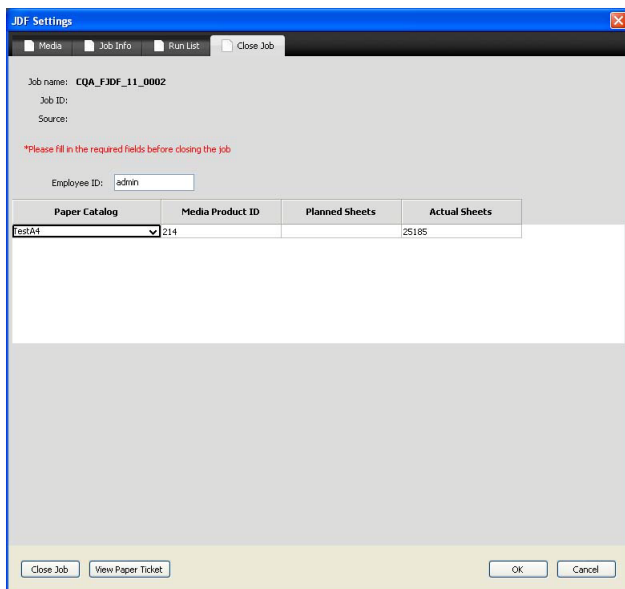 JDF Settings
Media Job Info Run List Close Job
Job name: CQA_FJDF_11_0002
Job ID:
Source:
*Please fill in the required fields before closing the job
Employee ID: admin
Paper Catalog Media Product ID Planned Sheets Actual Sheets
TestA4 214 25185
Close Job View Paper Ticket OK Cancel